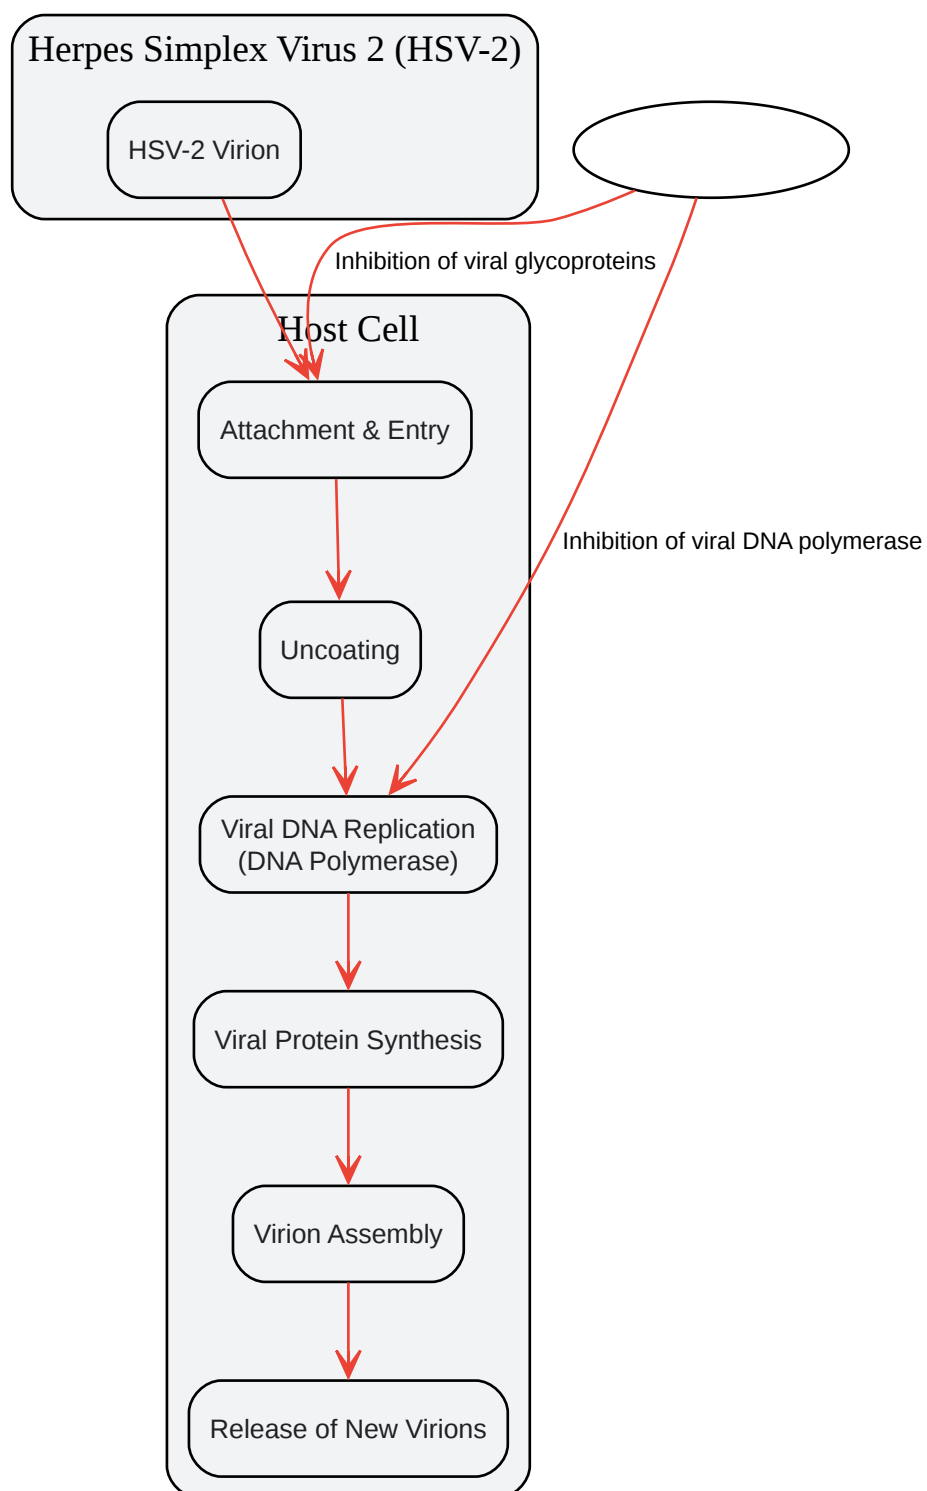 Herpes Simplex Virus 2 (HSV-2)
HSV-2 Virion
Inhibition of viral glycoproteins
Host Cell
Attachment & Entry
Inhibition of viral DNA polymerase
Uncoating
Viral DNA Replication
(DNA Polymerase)
Viral Protein Synthesis
Virion Assembly
Release of New Virions